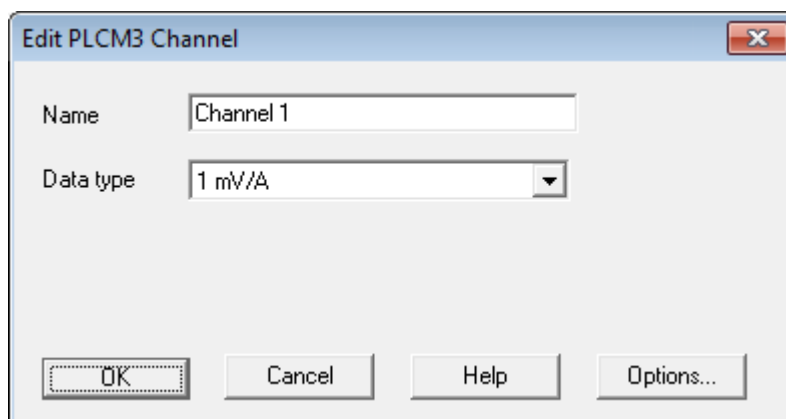 Edit PLCM3 Channel
Name Channel 1
Data type 1 mV/A
OK Cancel Help Options...